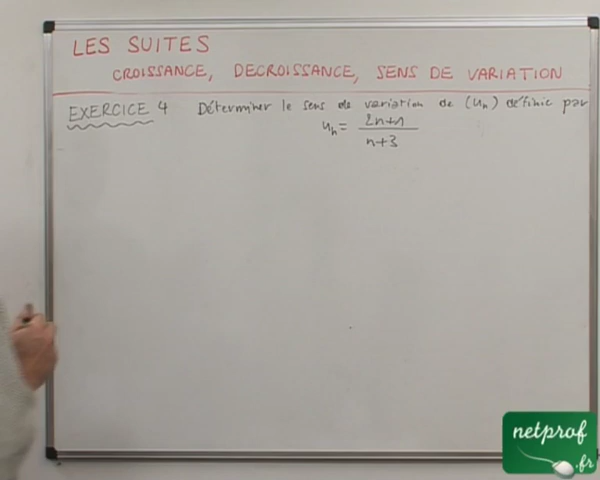 LES SUITES
CROISSANCE, DECROISSANCE, SENS DE VARIATION
EXERCICE 4 Déterminer le sens de variation de (un) définie par
un = 2n+1
n+3
netprof
.fr